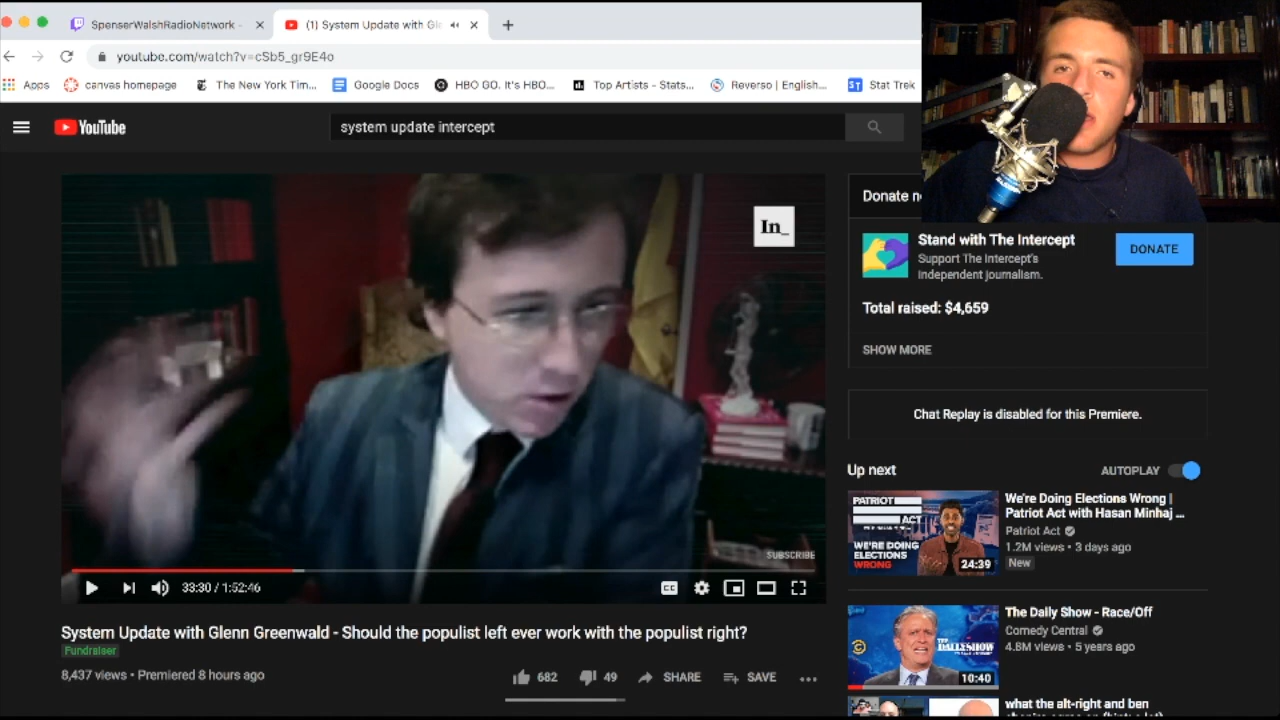 SpenserWalshRadioNetwork -
(1) System Update with Gle
youtube.com/watch?v=cSb5_gr9E4o
Apps
canvas homepage
The New York Tim...
Google Docs
HBO GO. It's HBO...
Top Artists - Stats...
Reverso | English...
Stat Trek
YouTube
system update intercept
In_
SUBSCRIBE
33:30 / 1:52:46
CC
System Update with Glenn Greenwald - Should the populist left ever work with the populist right?
Fundraiser
8,437 views • Premiered 8 hours ago
682
49
SHARE
SAVE
Donate
Stand with The Intercept
Support The Intercept's
independent journalism.
DONATE
Total raised: $4,659
SHOW MORE
Chat Replay is disabled for this Premiere.
Up next
AUTOPLAY
PATRIOT
ACT
WE'RE DOING
ELECTIONS
WRONG
24:39
We're Doing Elections Wrong |
Patriot Act with Hasan Minhaj ...
Patriot Act
1.2M views • 3 days ago
New
10:40
The Daily Show - Race/Off
Comedy Central
4.8M views • 5 years ago
what the alt-right and ben